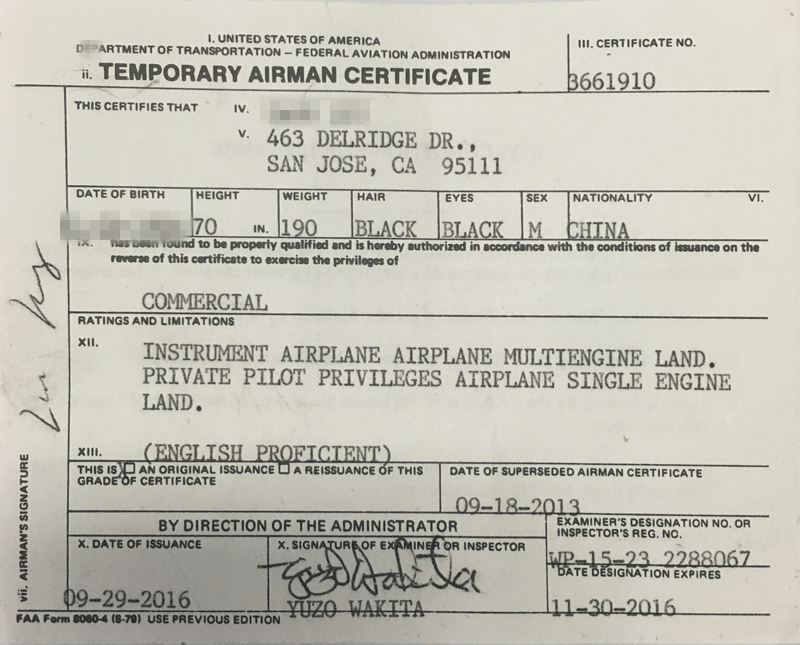 I. UNITED STATES OF AMERICA
DEPARTMENT OF TRANSPORTATION – FEDERAL AVIATION ADMINISTRATION
ii. TEMPORARY AIRMAN CERTIFICATE
III. CERTIFICATE NO.
3661910
THIS CERTIFIES THAT IV.
V. 463 DELRIDGE DR.,
SAN JOSE, CA 95111
DATE OF BIRTH HEIGHT WEIGHT HAIR EYES SEX NATIONALITY VI.
70 IN. 190 BLACK BLACK M CHINA
IX. has been found to be properly qualified and is hereby authorized in accordance with the conditions of issuance on the
reverse of this certificate to exercise the privileges of
COMMERCIAL
RATINGS AND LIMITATIONS
XII. INSTRUMENT AIRPLANE AIRPLANE MULTIENGINE LAND.
PRIVATE PILOT PRIVILEGES AIRPLANE SINGLE ENGINE
LAND.
XIII. (ENGLISH PROFICIENT)
THIS IS AN ORIGINAL ISSUANCE A REISSUANCE OF THIS
GRADE OF CERTIFICATE
DATE OF SUPERSEDED AIRMAN CERTIFICATE
09-18-2013
BY DIRECTION OF THE ADMINISTRATOR
EXAMINER'S DESIGNATION NO. OR
INSPECTOR'S REG. NO.
WP-15-23 2288067
X. DATE OF ISSUANCE
09-29-2016
X. SIGNATURE OF EXAMINER OR INSPECTOR
Yuzo Wakita
YUZO WAKITA
DATE DESIGNATION EXPIRES
11-30-2016
vii. AIRMAN'S SIGNATURE
FAA Form 8060-4 (8-79) USE PREVIOUS EDITION